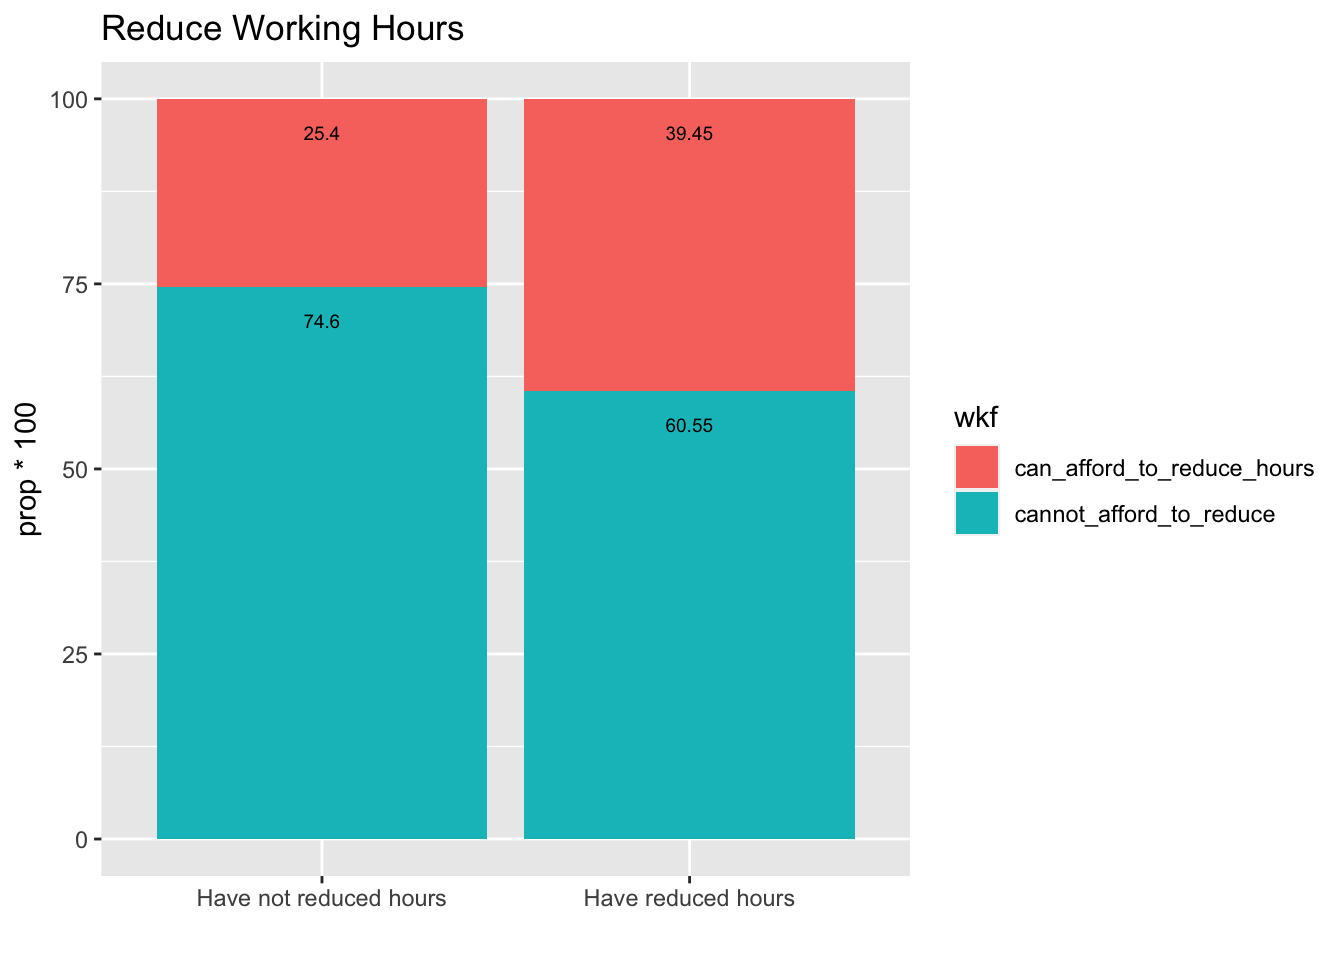 Reduce Working Hours
100
75
50
25
0
prop * 100
25.4
39.45
74.6
60.55
Have not reduced hours
Have reduced hours
wkf
can_afford_to_reduce_hours
cannot_afford_to_reduce